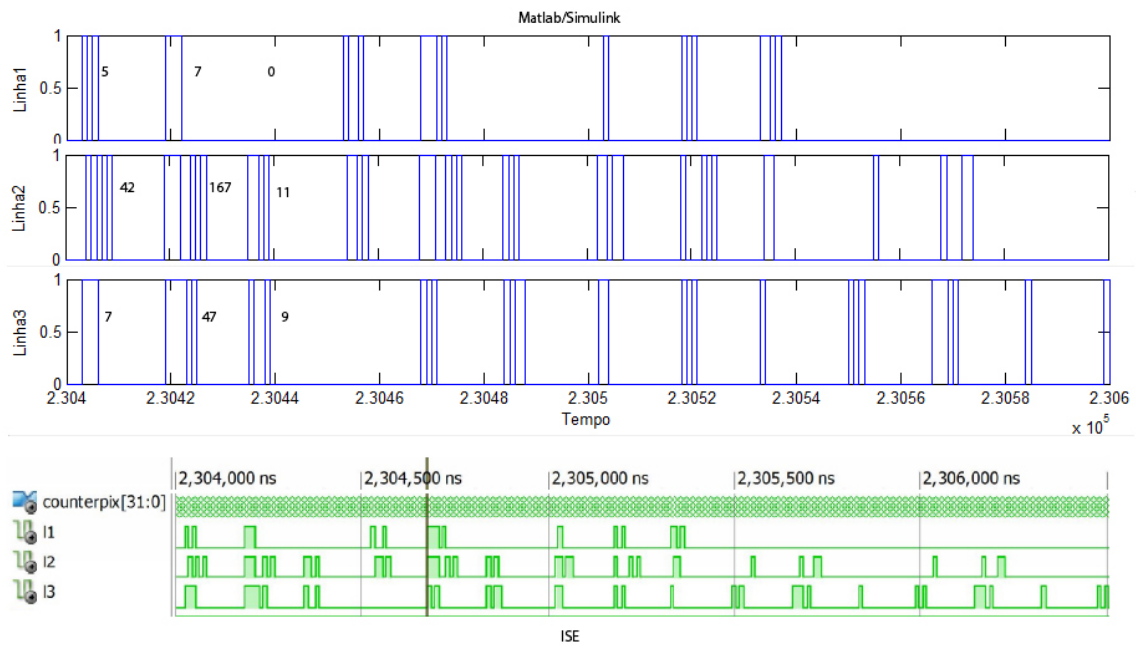 Matlab/Simulink
1
0.5
0
Linha1
5 7 0
1
0.5
0
Linha2
42 167 11
1
0.5
0
Linha3
7 47 9
2.304 2.3042 2.3044 2.3046 2.3048 2.305 2.3052 2.3054 2.3056 2.3058 2.306
Tempo
x 10^5
2,304,000 ns 2,304,500 ns 2,305,000 ns 2,305,500 ns 2,306,000 ns
counterpix[31:0]
l1
l2
l3
ISE